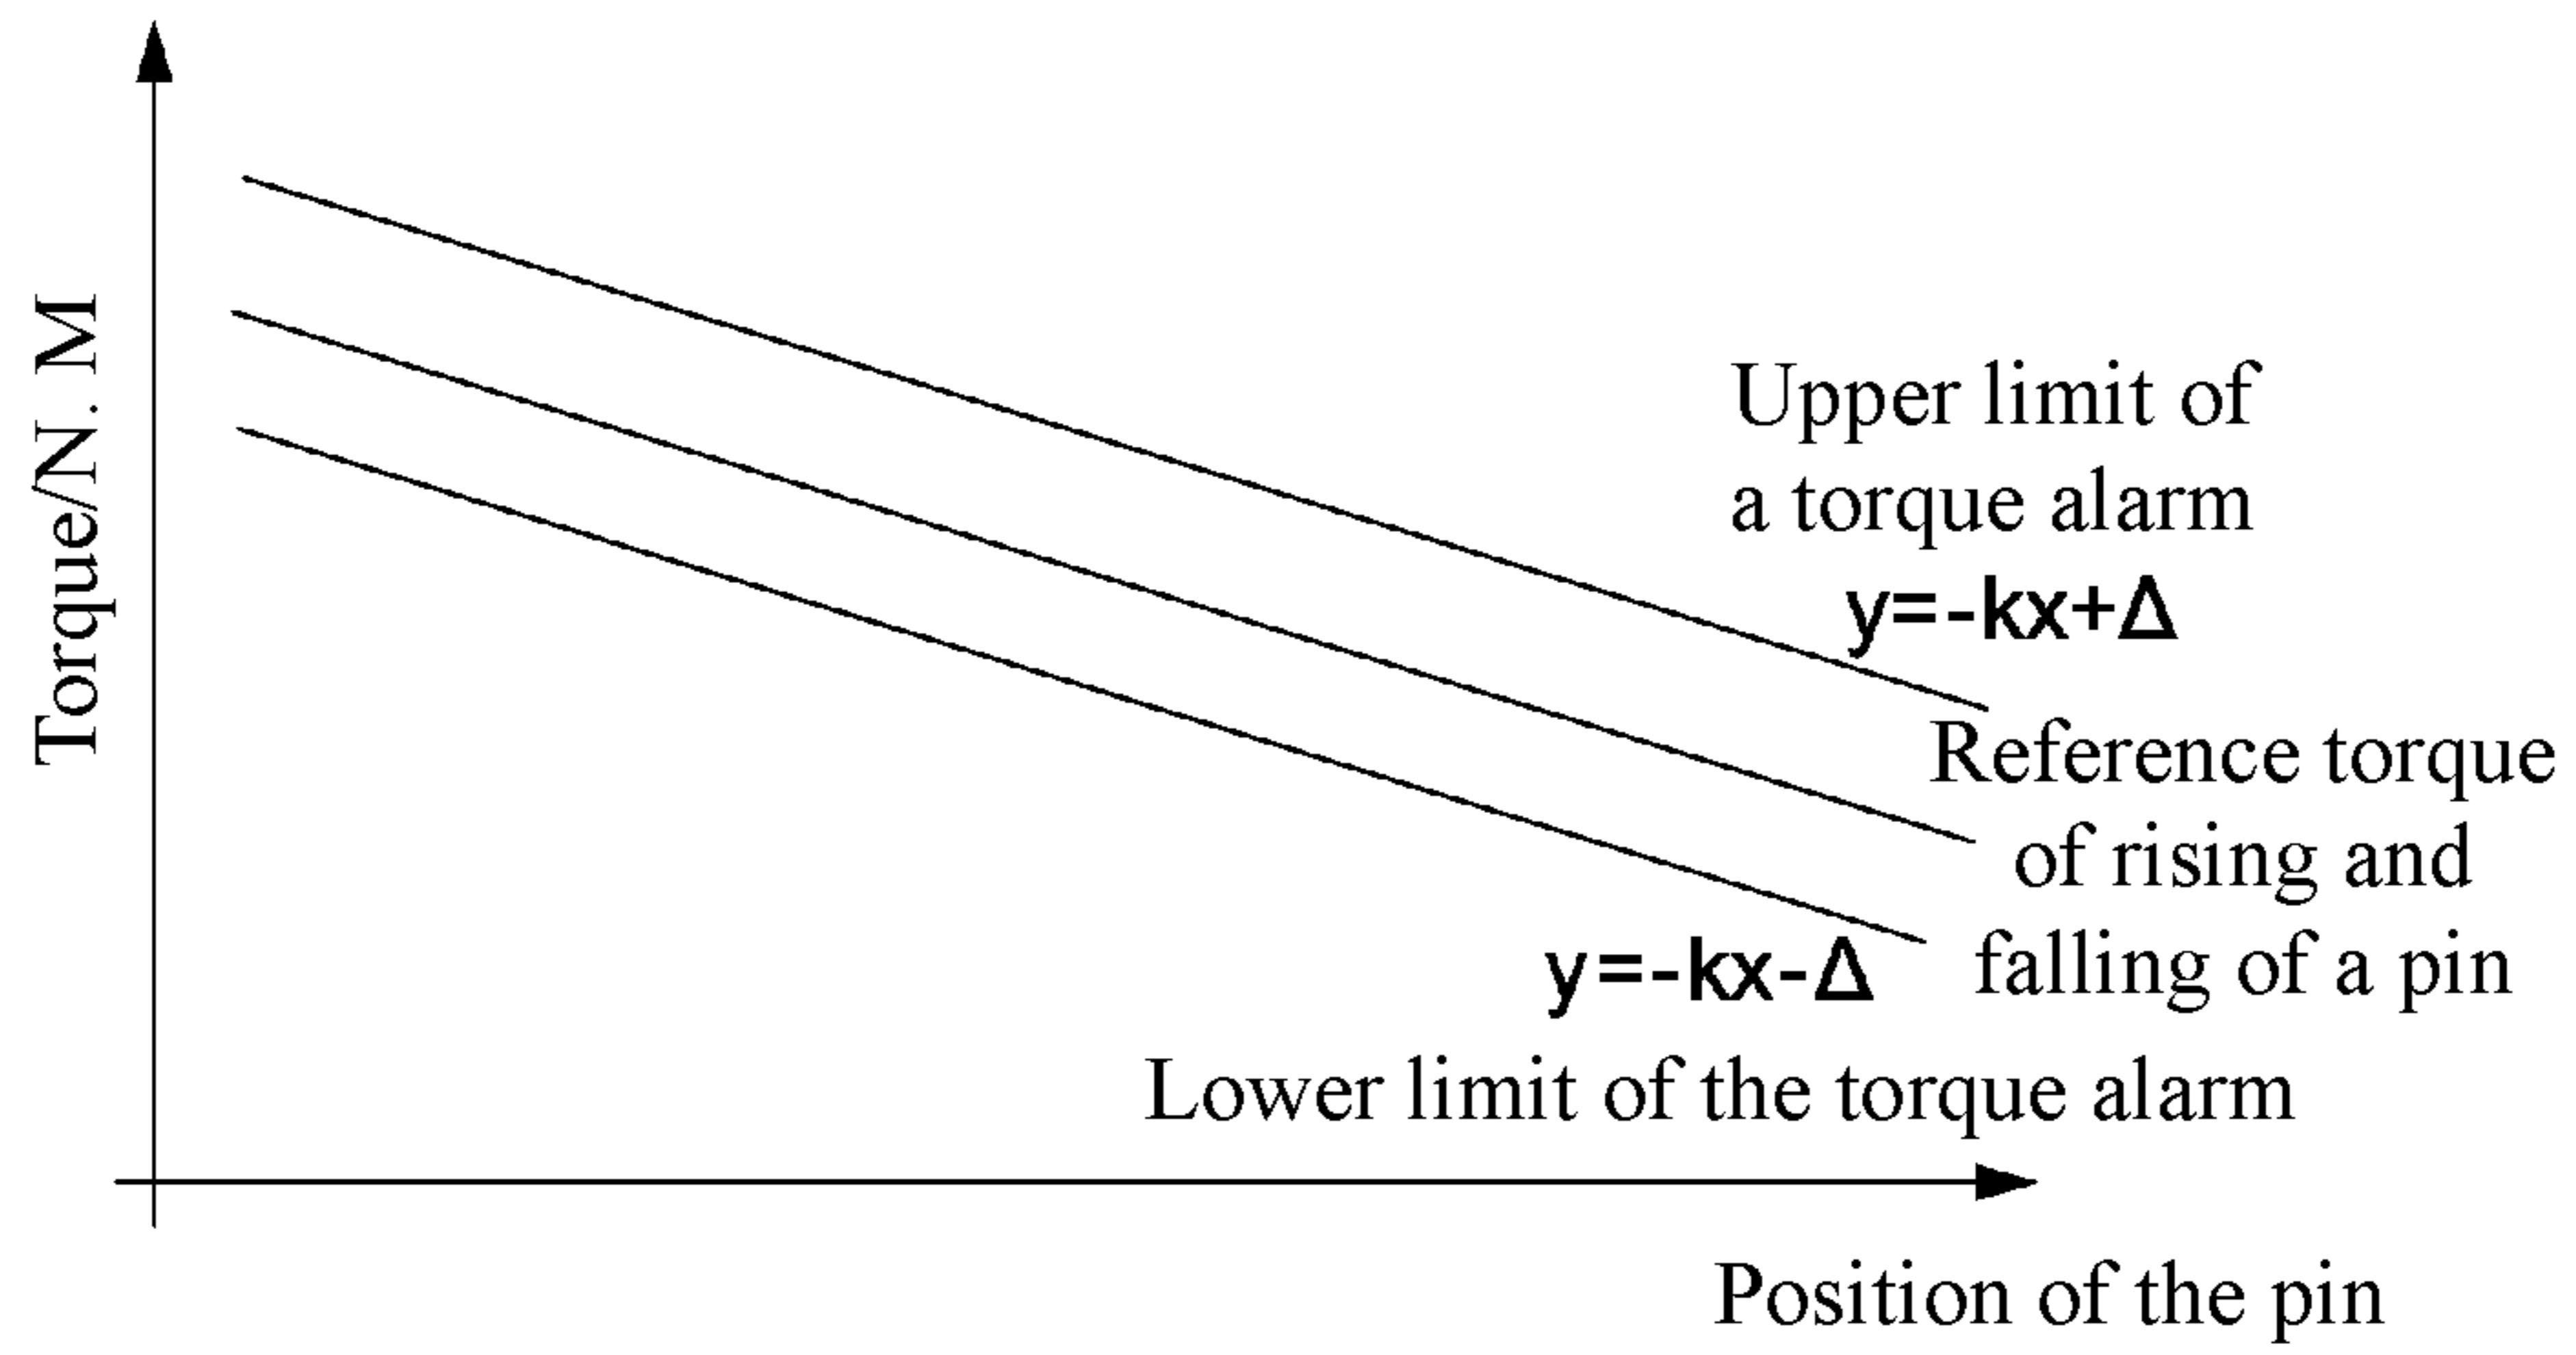 Torque/N. M
Upper limit of
a torque alarm
y=-kx+Δ
Reference torque
of rising and
falling of a pin
y=-kx-Δ
Lower limit of the torque alarm
Position of the pin